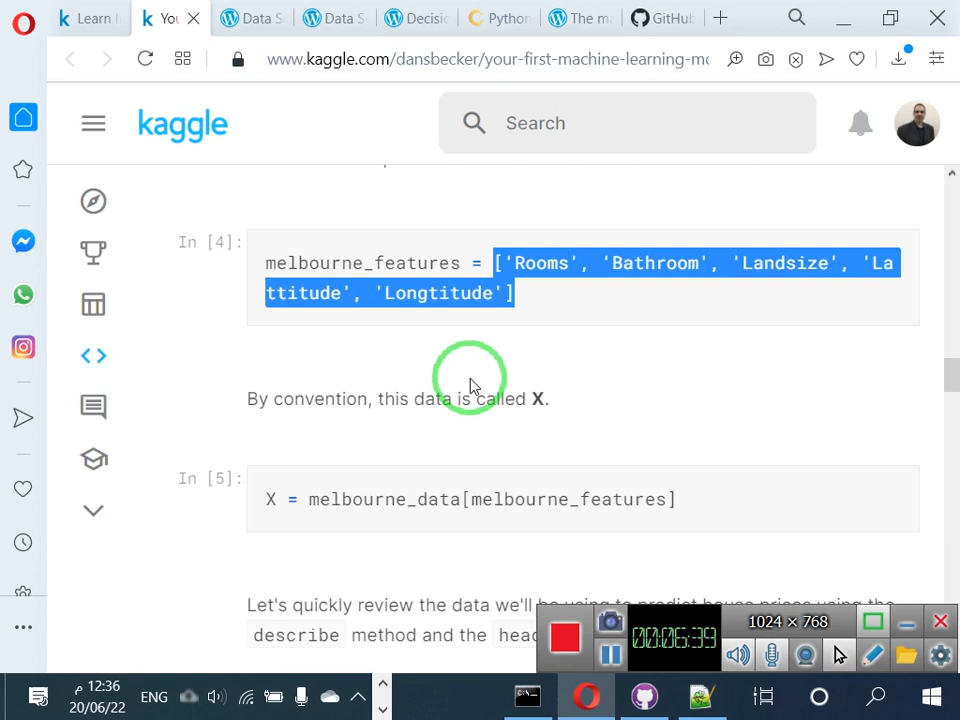 Learn I
You
Data S
Data S
Decisio
Python
The ma
GitHub
www.kaggle.com/dansbecker/your-first-machine-learning-mo
kaggle
Search
In [4]:
melbourne_features = ['Rooms', 'Bathroom', 'Landsize', 'La
ttitude', 'Longtitude']
By convention, this data is called X.
In [5]:
X = melbourne_data[melbourne_features]
Let's quickly review the data we'll be using to predict house prices using the
describe method and the head
1024 × 768
00:06:39
12:36 م
ENG
20/06/22